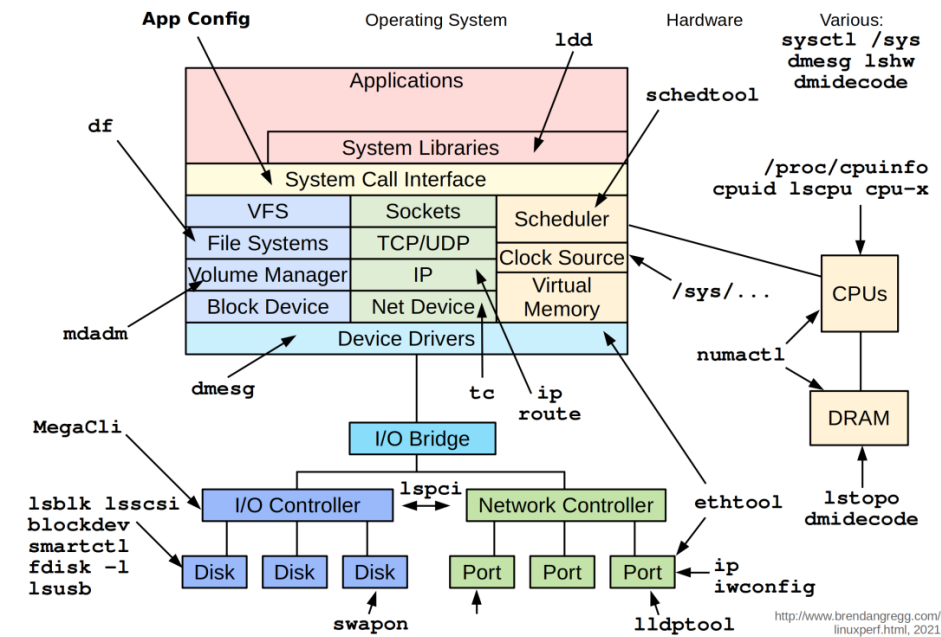 App Config
Operating System
Hardware
Various:
sysctl /sys
dmesg lshw
dmidecode
ldd
Applications
schedtool
df
System Libraries
System Call Interface
/proc/cpuinfo
cpuid lscpu cpu-x
VFS
Sockets
Scheduler
File Systems
TCP/UDP
Clock Source
Volume Manager
IP
Virtual
Memory
/sys/...
CPUs
Block Device
Net Device
mdadm
Device Drivers
numactl
dmesg
tc
ip
route
DRAM
MegaCli
I/O Bridge
lspci
I/O Controller
Network Controller
ethtool
lstopo
dmidecode
lsblk lsscsi
blockdev
smartctl
fdisk -l
lsusb
Disk
Disk
Disk
Port
Port
Port
ip
iwconfig
swapon
lldptool
http://www.brendangregg.com/
linuxperf.html, 2021